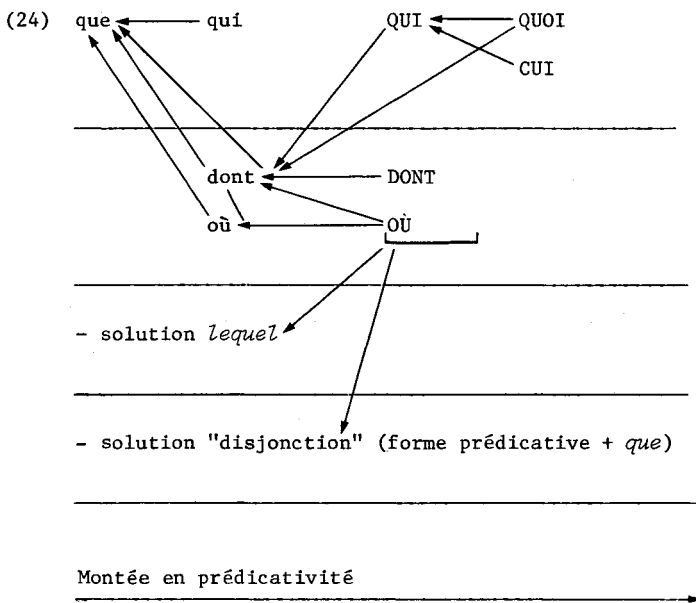 (24) que qui QUI QUOI
CUI
dont DONT
où OÙ
- solution lequel
- solution "disjonction" (forme prédicative + que)
Montée en prédicativité